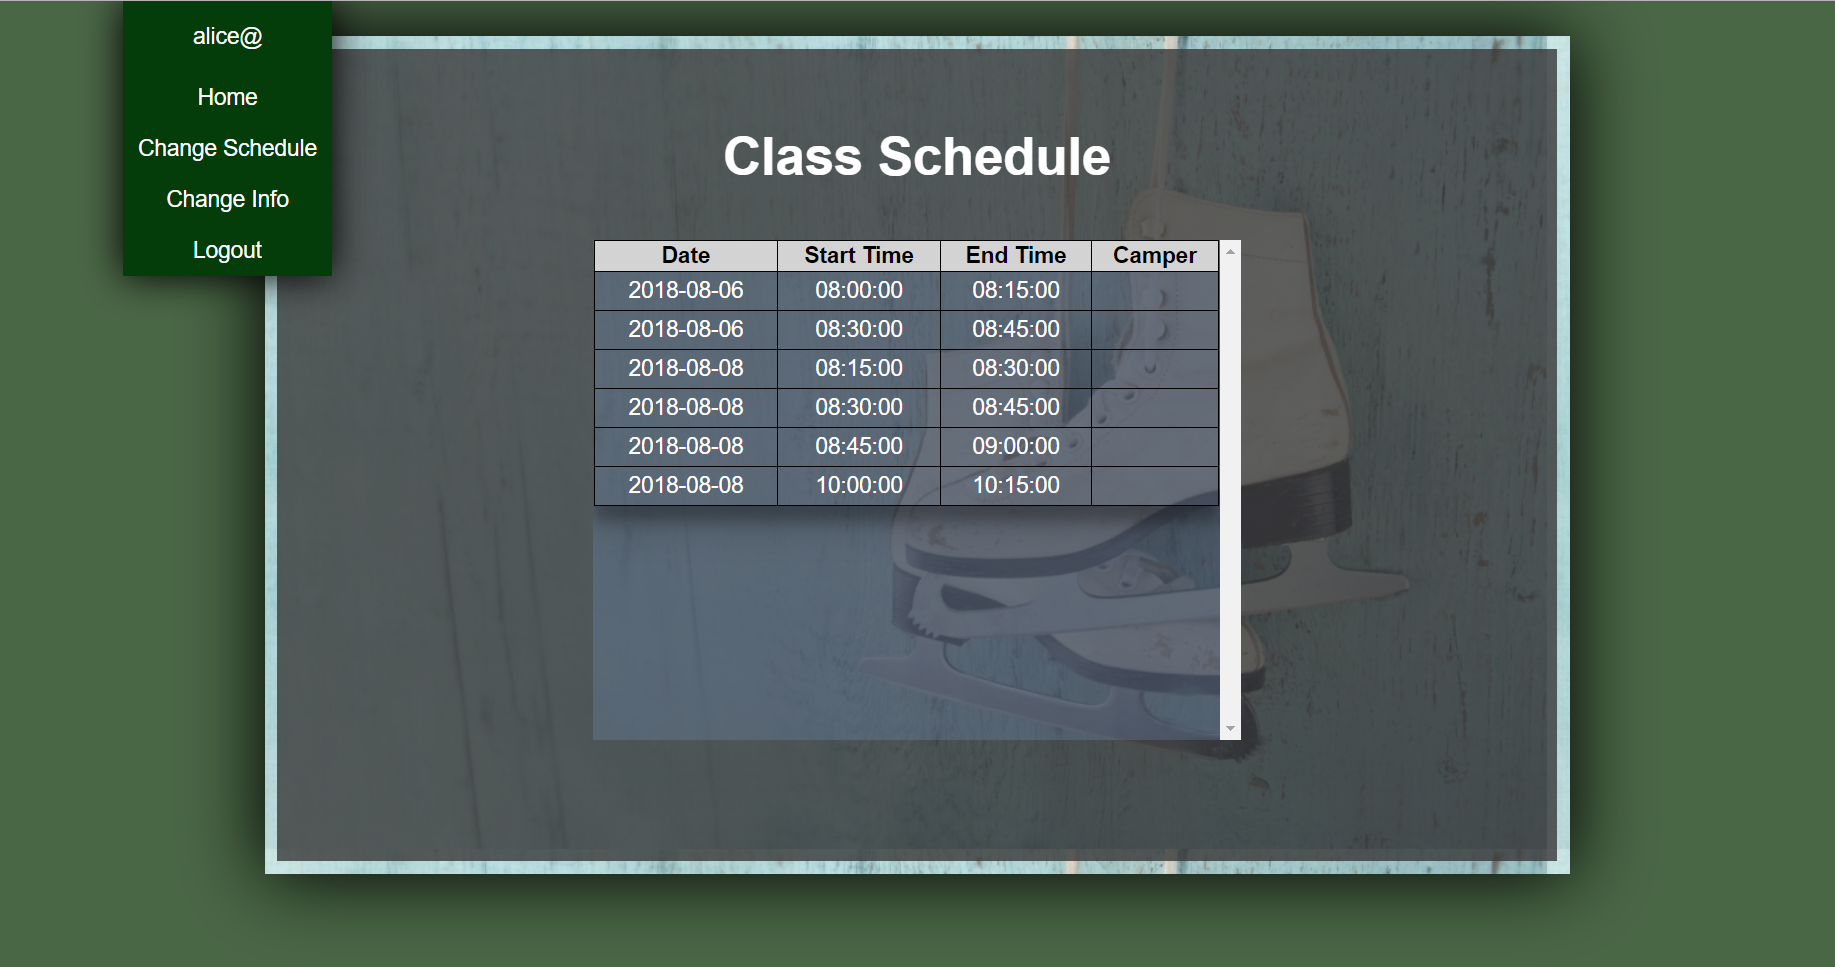 alice@
Home
Change Schedule
Change Info
Logout
Class Schedule
Date Start Time End Time Camper
2018-08-06 08:00:00 08:15:00
2018-08-06 08:30:00 08:45:00
2018-08-08 08:15:00 08:30:00
2018-08-08 08:30:00 08:45:00
2018-08-08 08:45:00 09:00:00
2018-08-08 10:00:00 10:15:00